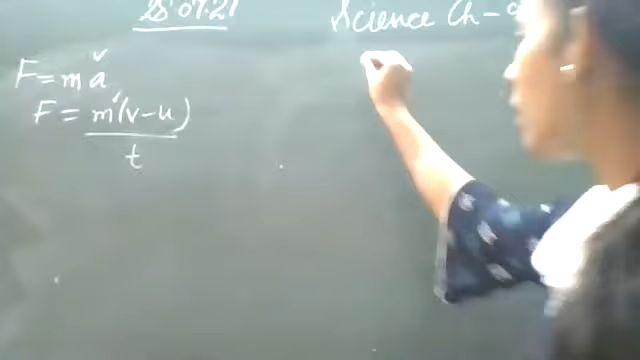 28.07.21
Science Ch-
F = ma
F = m(v-u)
t